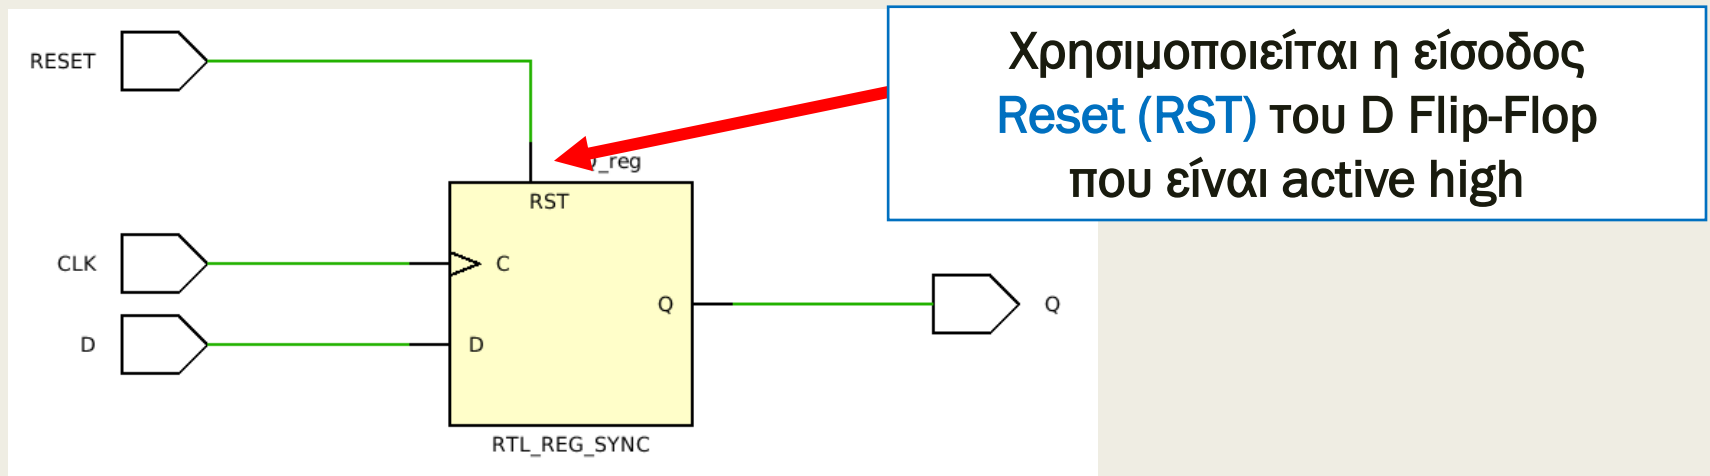 Χρησιμοποιείται η είσοδος
Reset (RST) του D Flip-Flop
που είναι active high
RESET
_reg
RST
CLK
C
Q
Q
D
D
RTL_REG_SYNC